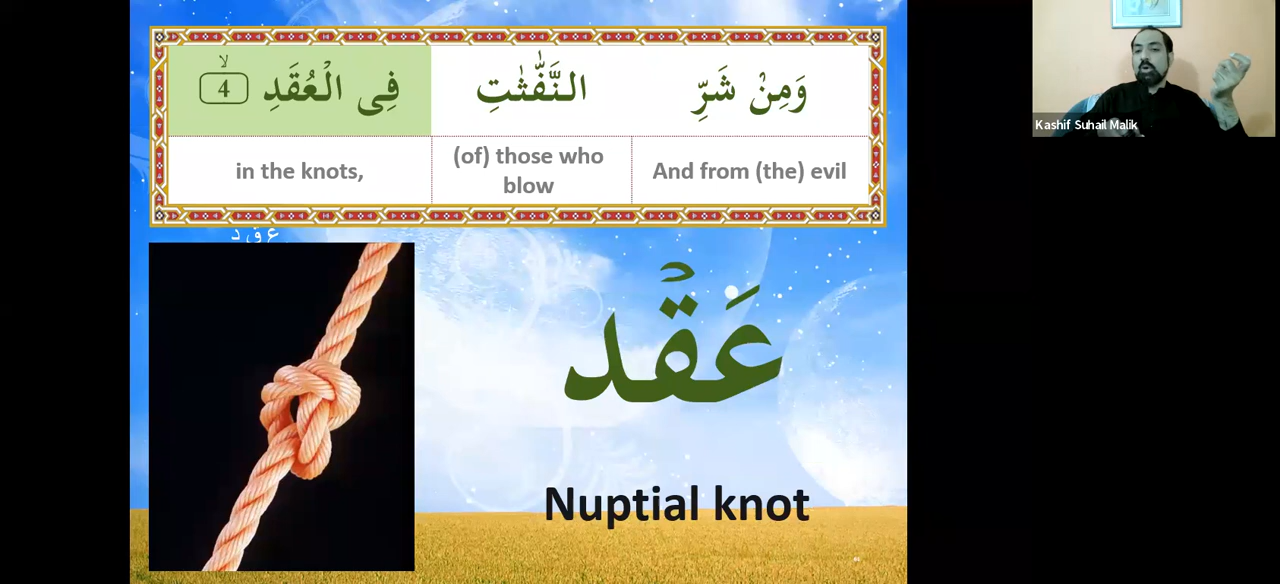 وَمِنْ شَرِّ النَّفّٰثٰتِ فِى الْعُقَدِ ۙ 4
And from (the) evil
(of) those who
blow
in the knots,
ع ق د
عَقْد
Nuptial knot
Kashif Suhail Malik